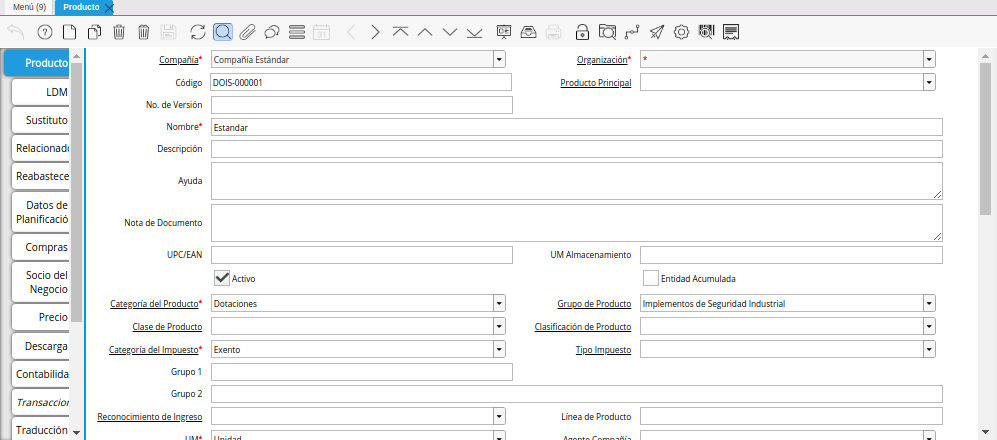 Menú (9) Producto
Producto
LDM
Sustituto
Relacionado
Reabastece
Datos de
Planificació
Compras
Socio del
Negocio
Precio
Descarga
Contabilida
Transaccion
Traducción
Compañía* Compañía Estándar Organización* *
Código DOIS-000001 Producto Principal
No. de Versión
Nombre* Estandar
Descripción
Ayuda
Nota de Documento
UPC/EAN UM Almacenamiento
Activo Entidad Acumulada
Categoría del Producto* Dotaciones Grupo de Producto Implementos de Seguridad Industrial
Clase de Producto Clasificación de Producto
Categoría del Impuesto* Exento Tipo Impuesto
Grupo 1
Grupo 2
Reconocimiento de Ingreso Línea de Producto
UM* Unidad Agente Compañía